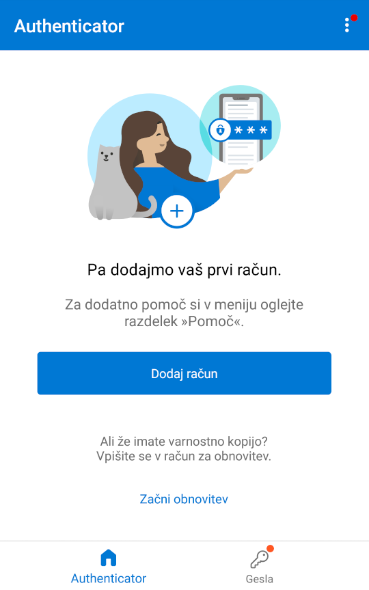 Authenticator
* * *
Pa dodajmo vaš prvi račun.
Za dodatno pomoč si v meniju oglejte
razdelek »Pomoč«.
Dodaj račun
Ali že imate varnostno kopijo?
Vpišite se v račun za obnovitev.
Začni obnovitev
Authenticator
Gesla